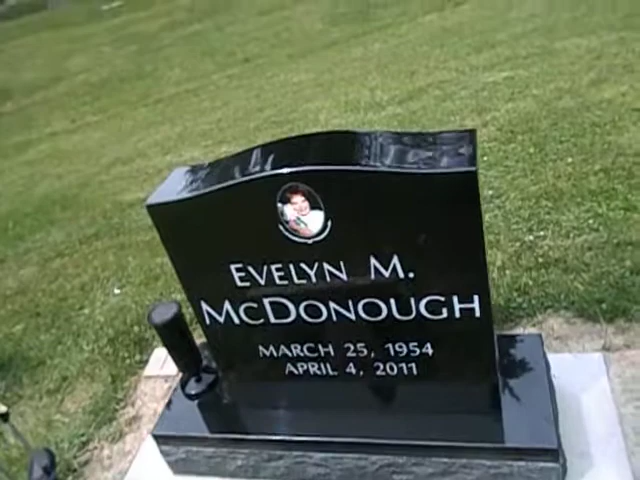 EVELYN M.
McDONOUGH
MARCH 25, 1954
APRIL 4, 2011